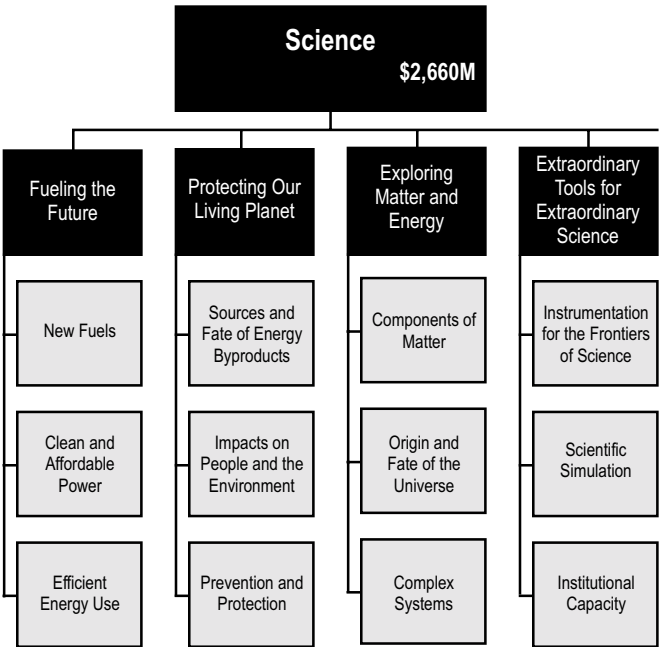 Science
$2,660M
Fueling the
Future
Protecting Our
Living Planet
Exploring
Matter and
Energy
Extraordinary
Tools for
Extraordinary
Science
New Fuels
Sources and
Fate of Energy
Byproducts
Components of
Matter
Instrumentation
for the Frontiers
of Science
Clean and
Affordable
Power
Impacts on
People and the
Environment
Origin and
Fate of the
Universe
Scientific
Simulation
Efficient
Energy Use
Prevention and
Protection
Complex
Systems
Institutional
Capacity